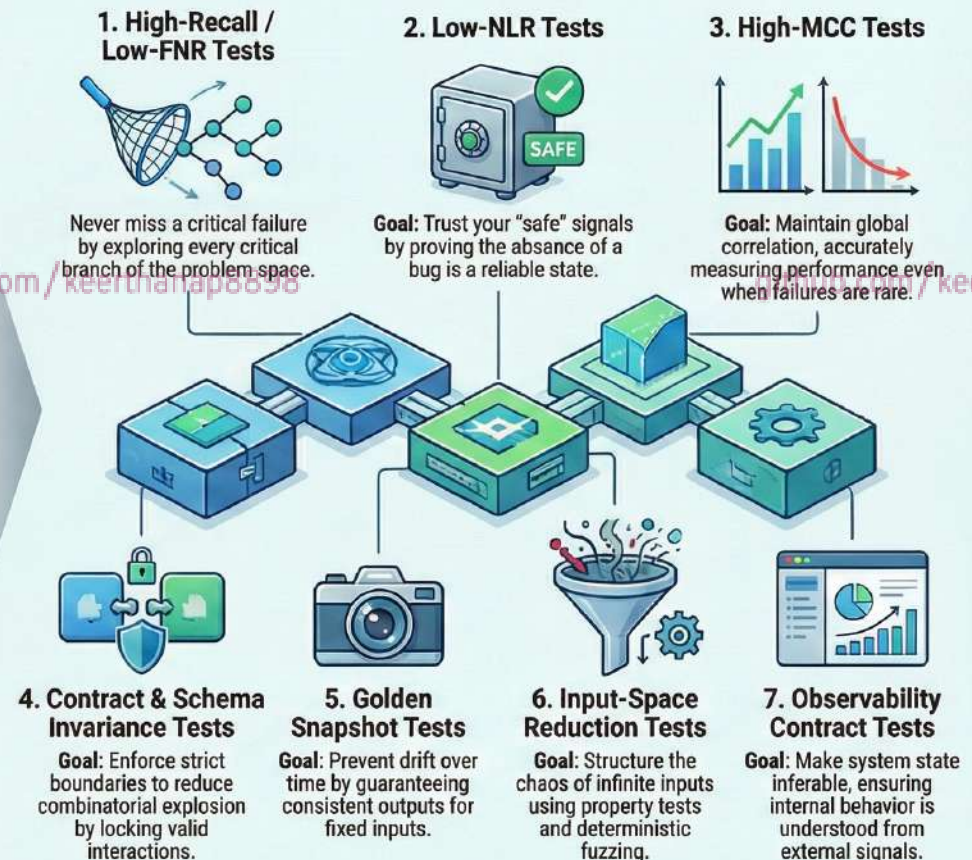 1. High-Recall /
Low-FNR Tests
2. Low-NLR Tests
3. High-MCC Tests
SAFE
Never miss a critical failure
by exploring every critical
branch of the problem space.
Goal: Trust your “safe” signals
by proving the absence of a
bug is a reliable state.
Goal: Maintain global
correlation, accurately
measuring performance even
when failures are rare.
om/keerthanap8898
github.com/kee
4. Contract & Schema
Invariance Tests
Goal: Enforce strict
boundaries to reduce
combinatorial explosion
by locking valid
interactions.
5. Golden
Snapshot Tests
Goal: Prevent drift over
time by guaranteeing
consistent outputs for
fixed inputs.
6. Input-Space
Reduction Tests
Goal: Structure the
chaos of infinite inputs
using property tests
and deterministic
fuzzing.
7. Observability
Contract Tests
Goal: Make system state
inferable, ensuring
internal behavior is
understood from
external signals.